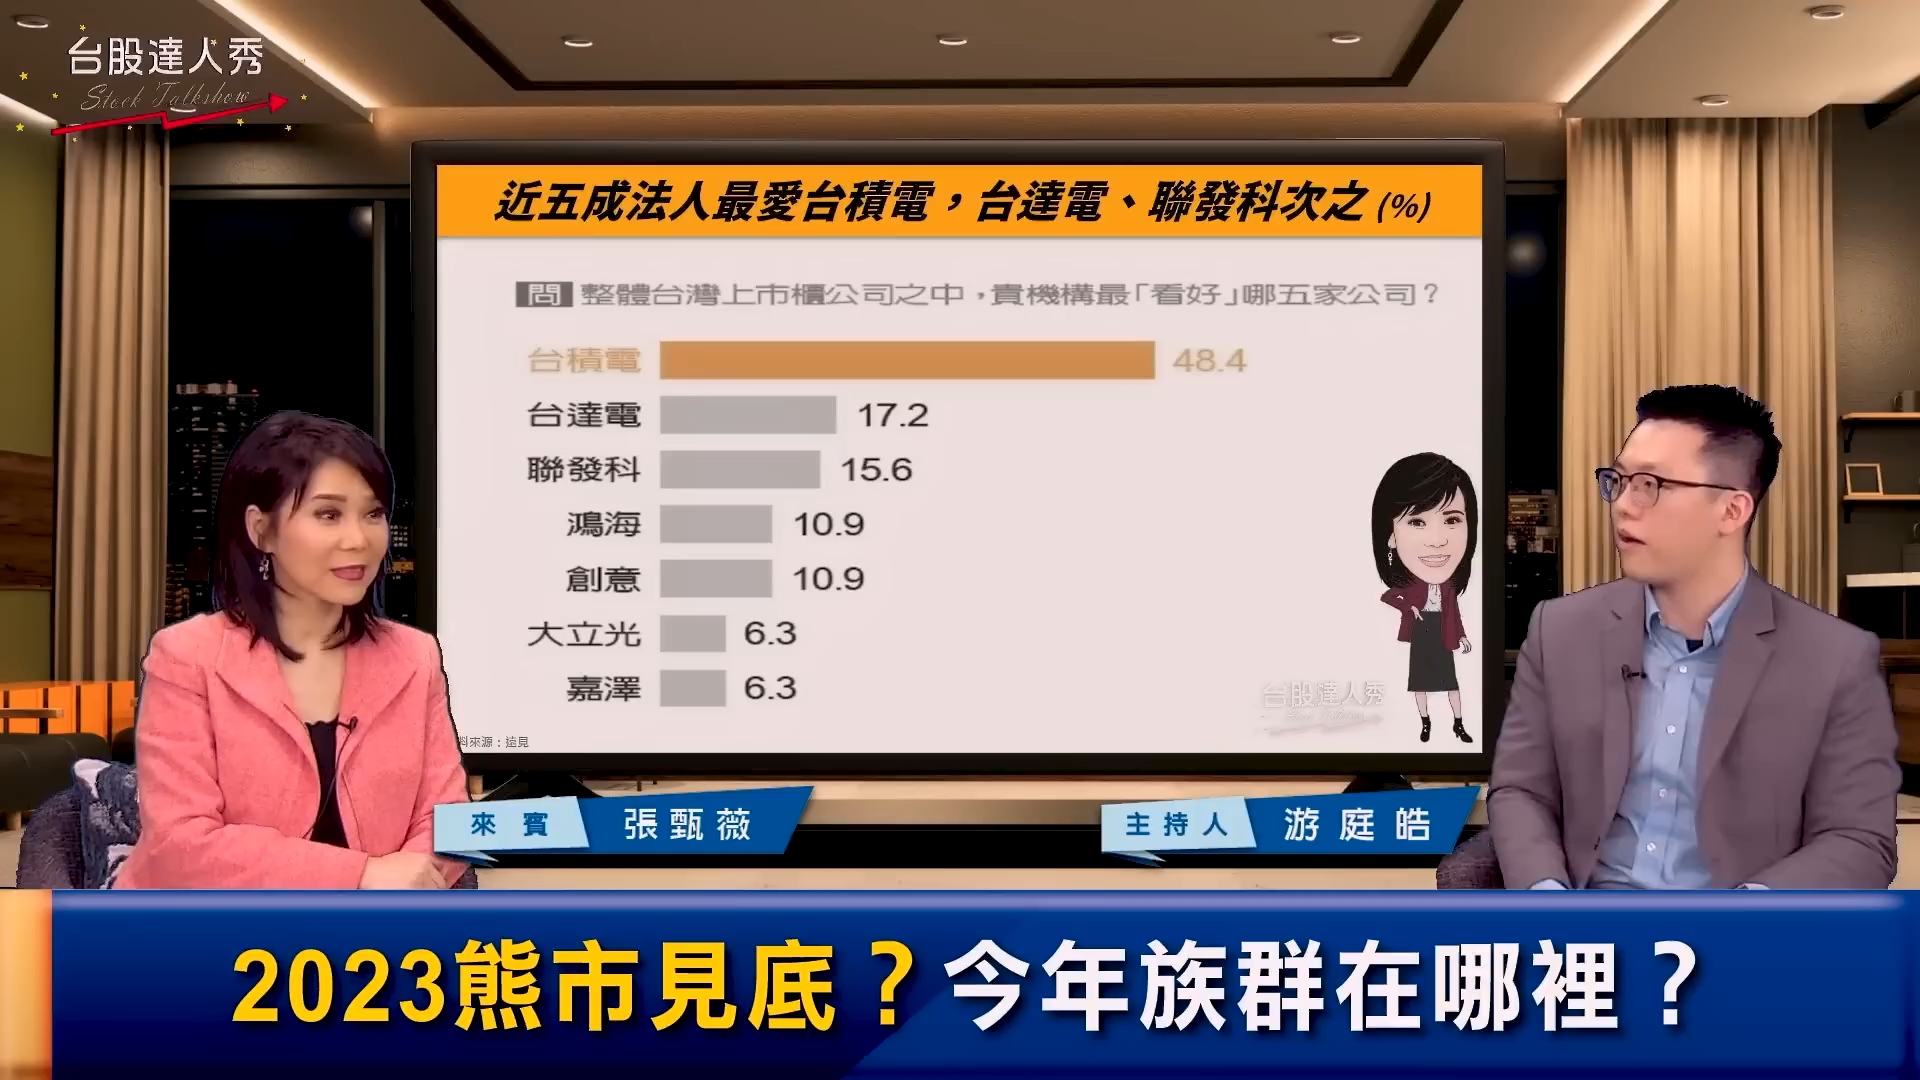 台股達人秀
Stock Talkshow
近五成法人最愛台積電，台達電、聯發科次之(%)
問 整體台灣上市櫃公司之中，貴機構最「看好」哪五家公司？
台積電 48.4
台達電 17.2
聯發科 15.6
鴻海 10.9
創意 10.9
大立光 6.3
嘉澤 6.3
台股達人秀
料來源：遠見
來賓 張甄薇
主持人 游庭皓
2023熊市見底？今年族群在哪裡？